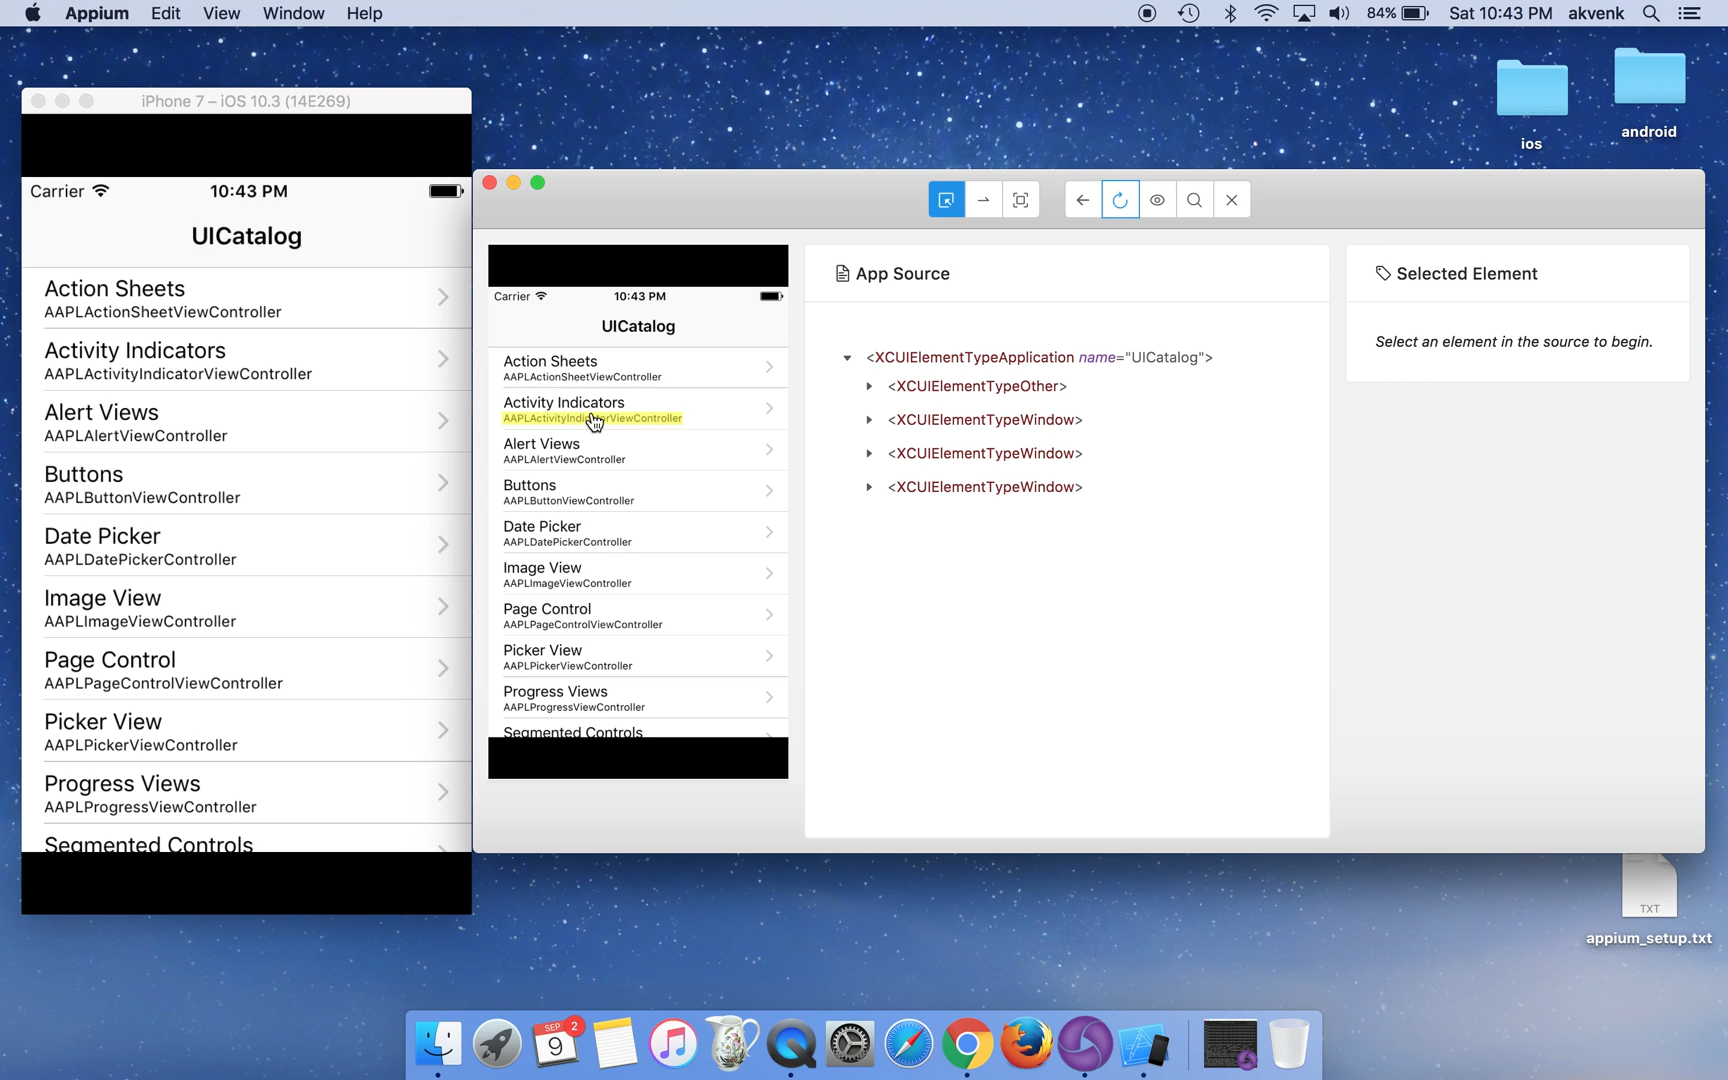 Appium Edit View Window Help
84% Sat 10:43 PM akvenk
ios
android
iPhone 7 – iOS 10.3 (14E269)
Carrier 10:43 PM
UICatalog
Action Sheets
AAPLActionSheetViewController
Activity Indicators
AAPLActivityIndicatorViewController
Alert Views
AAPLAlertViewController
Buttons
AAPLButtonViewController
Date Picker
AAPLDatePickerController
Image View
AAPLImageViewController
Page Control
AAPLPageControlViewController
Picker View
AAPLPickerViewController
Progress Views
AAPLProgressViewController
Segmented Controls
Carrier 10:43 PM
UICatalog
Action Sheets
AAPLActionSheetViewController
Activity Indicators
AAPLActivityIndicatorViewController
Alert Views
AAPLAlertViewController
Buttons
AAPLButtonViewController
Date Picker
AAPLDatePickerController
Image View
AAPLImageViewController
Page Control
AAPLPageControlViewController
Picker View
AAPLPickerViewController
Progress Views
AAPLProgressViewController
Segmented Controls
App Source
<XCUIElementTypeApplication name="UICatalog">
<XCUIElementTypeOther>
<XCUIElementTypeWindow>
<XCUIElementTypeWindow>
<XCUIElementTypeWindow>
Selected Element
Select an element in the source to begin.
TXT
appium_setup.txt
SEP 2
9